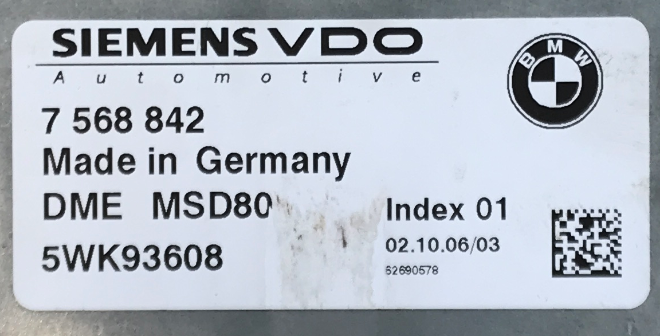 SIEMENS VDO
Automotive
BMW
7 568 842
Made in Germany
DME MSD80
Index 01
5WK93608
02.10.06/03
62690578